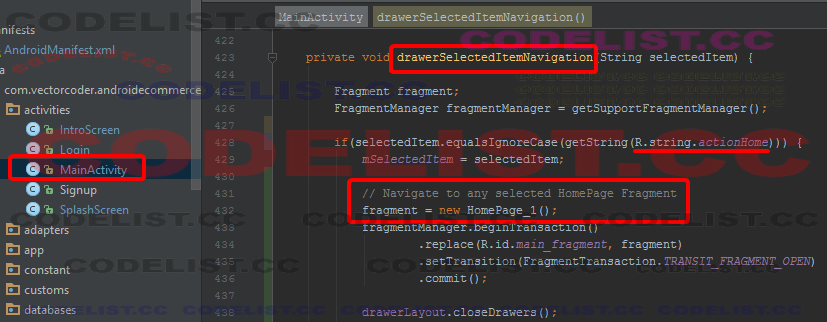 MainActivity drawerSelectedItemNavigation()
CODELIST.CC
manifests
AndroidManifest.xml
com.vectorcoder.androidecommerce
activities
IntroScreen
Login
MainActivity
Signup
SplashScreen
adapters
app
constant
customs
databases
422
423 private void drawerSelectedItemNavigation(String selectedItem) {
424
425 Fragment fragment;
426 FragmentManager fragmentManager = getSupportFragmentManager();
427
428 if(selectedItem.equalsIgnoreCase(getString(R.string.actionHome))) {
429 mSelectedItem = selectedItem;
430
431 // Navigate to any selected HomePage Fragment
432 fragment = new HomePage_1();
433 fragmentManager.beginTransaction()
434 .replace(R.id.main_fragment, fragment)
435 .setTransition(FragmentTransaction.TRANSIT_FRAGMENT_OPEN)
436 .commit();
437
438 drawerLayout.closeDrawers();
CODELIST.CC
CODELIST.CC
CODELIST.CC